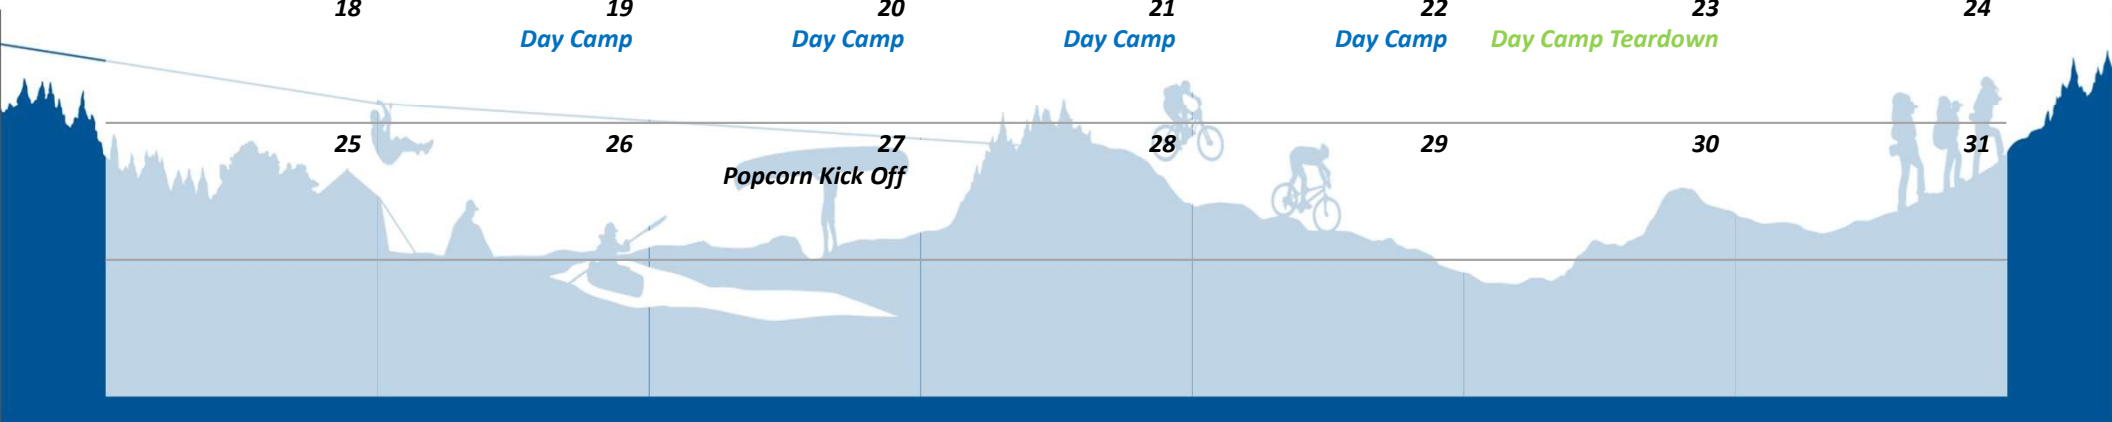 18 19 20 21 22 23 24
Day Camp Day Camp Day Camp Day Camp Day Camp Teardown
25 26 27 28 29 30 31
Popcorn Kick Off